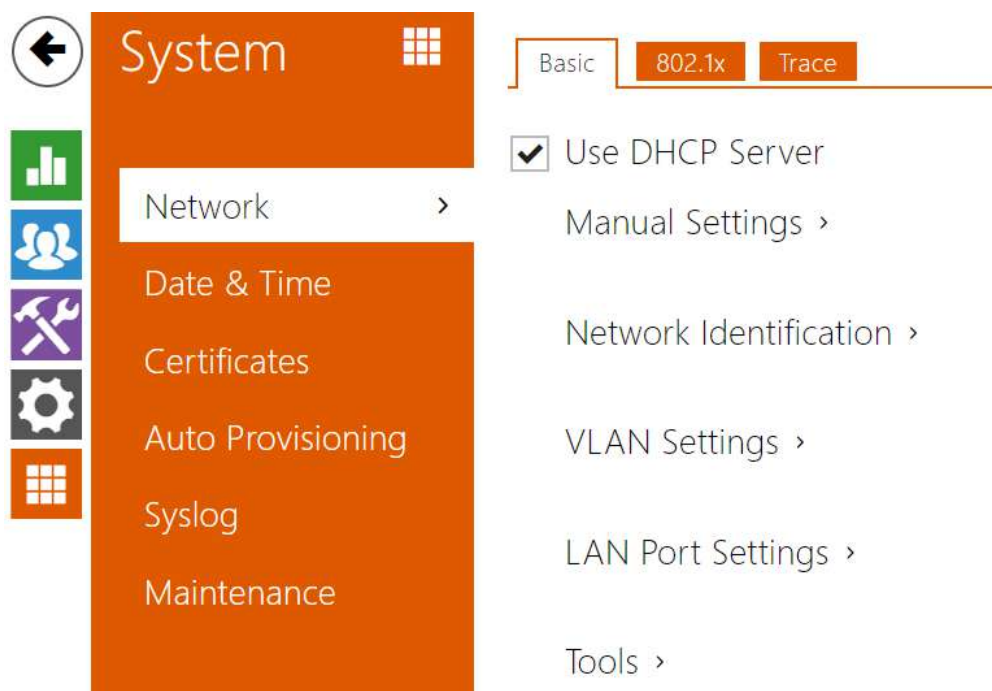 System
Network
Date & Time
Certificates
Auto Provisioning
Syslog
Maintenance
Basic 802.1x Trace
Use DHCP Server
Manual Settings ›
Network Identification ›
VLAN Settings ›
LAN Port Settings ›
Tools ›